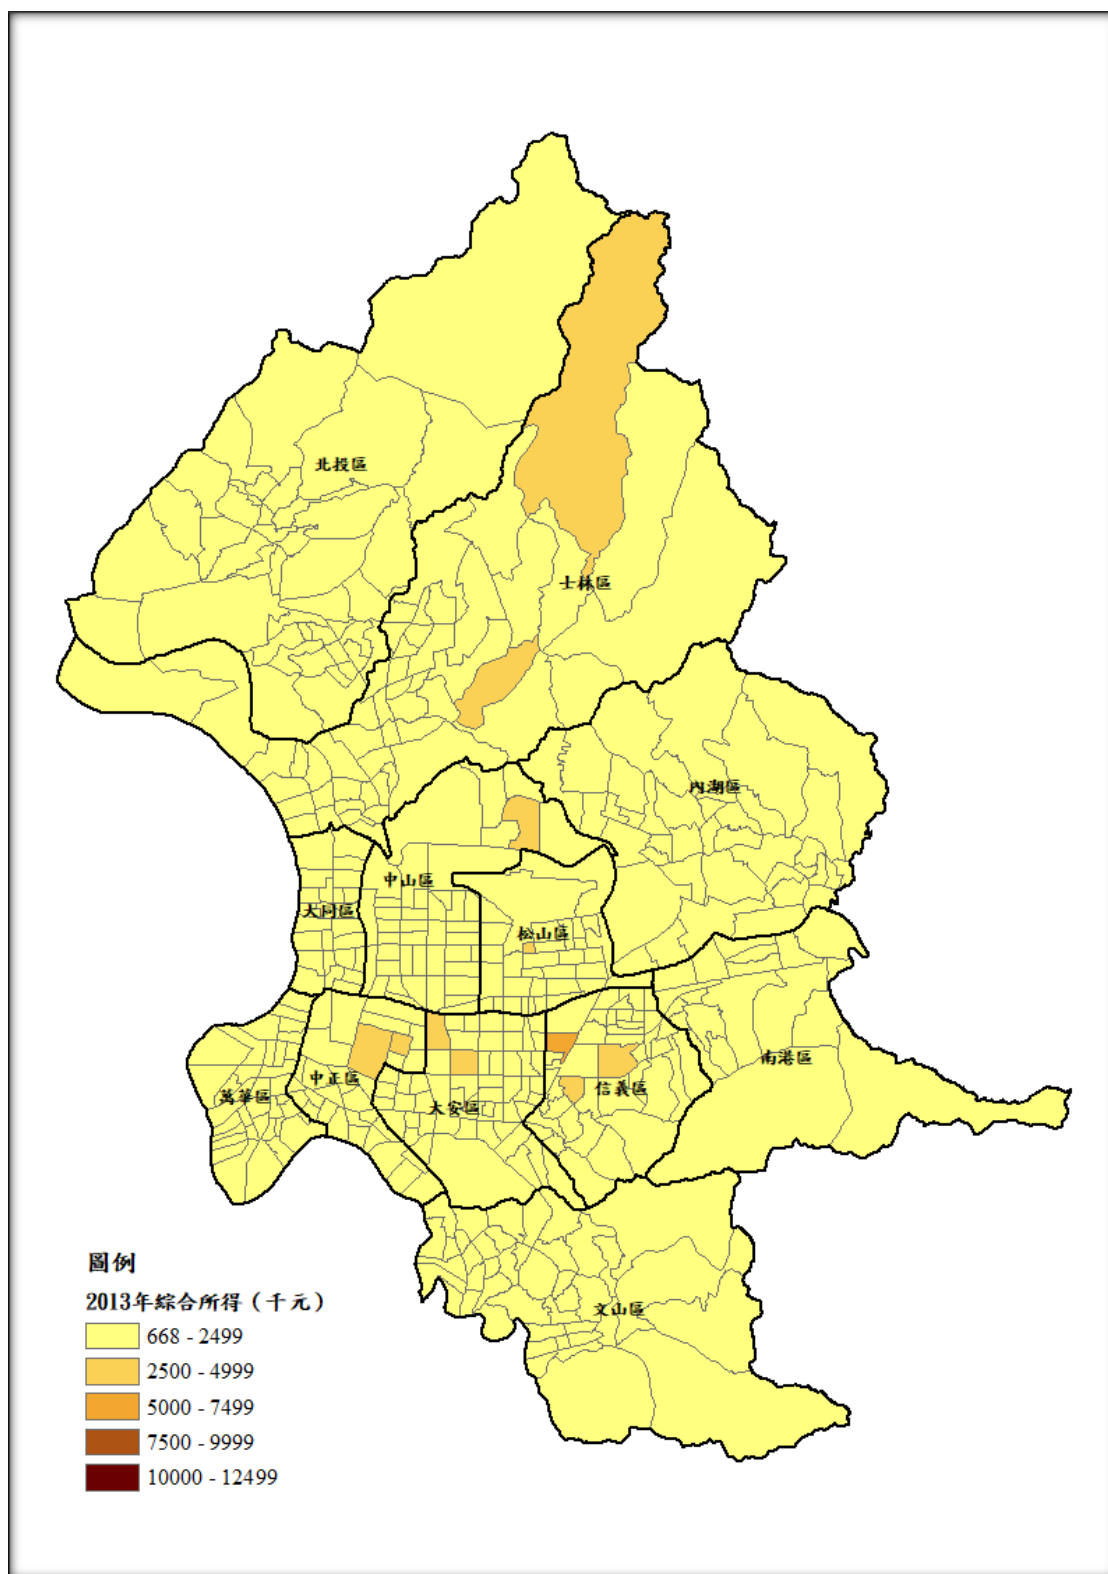 北投區
士林區
內湖區
中山區
大同區
松山區
南港區
中正區
信義區
萬華區
大安區
圖例
2013年綜合所得（千元）
文山區
668 - 2499
2500 - 4999
5000 - 7499
7500 - 9999
10000 - 12499